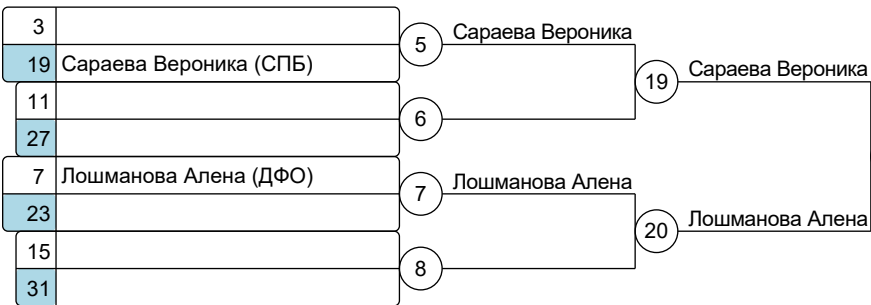 3
19 Сараева Вероника (СПБ)
11
27
7 Лошманова Алена (ДФО)
23
15
31
5 Сараева Вероника
6
7 Лошманова Алена
8
19 Сараева Вероника
20 Лошманова Алена